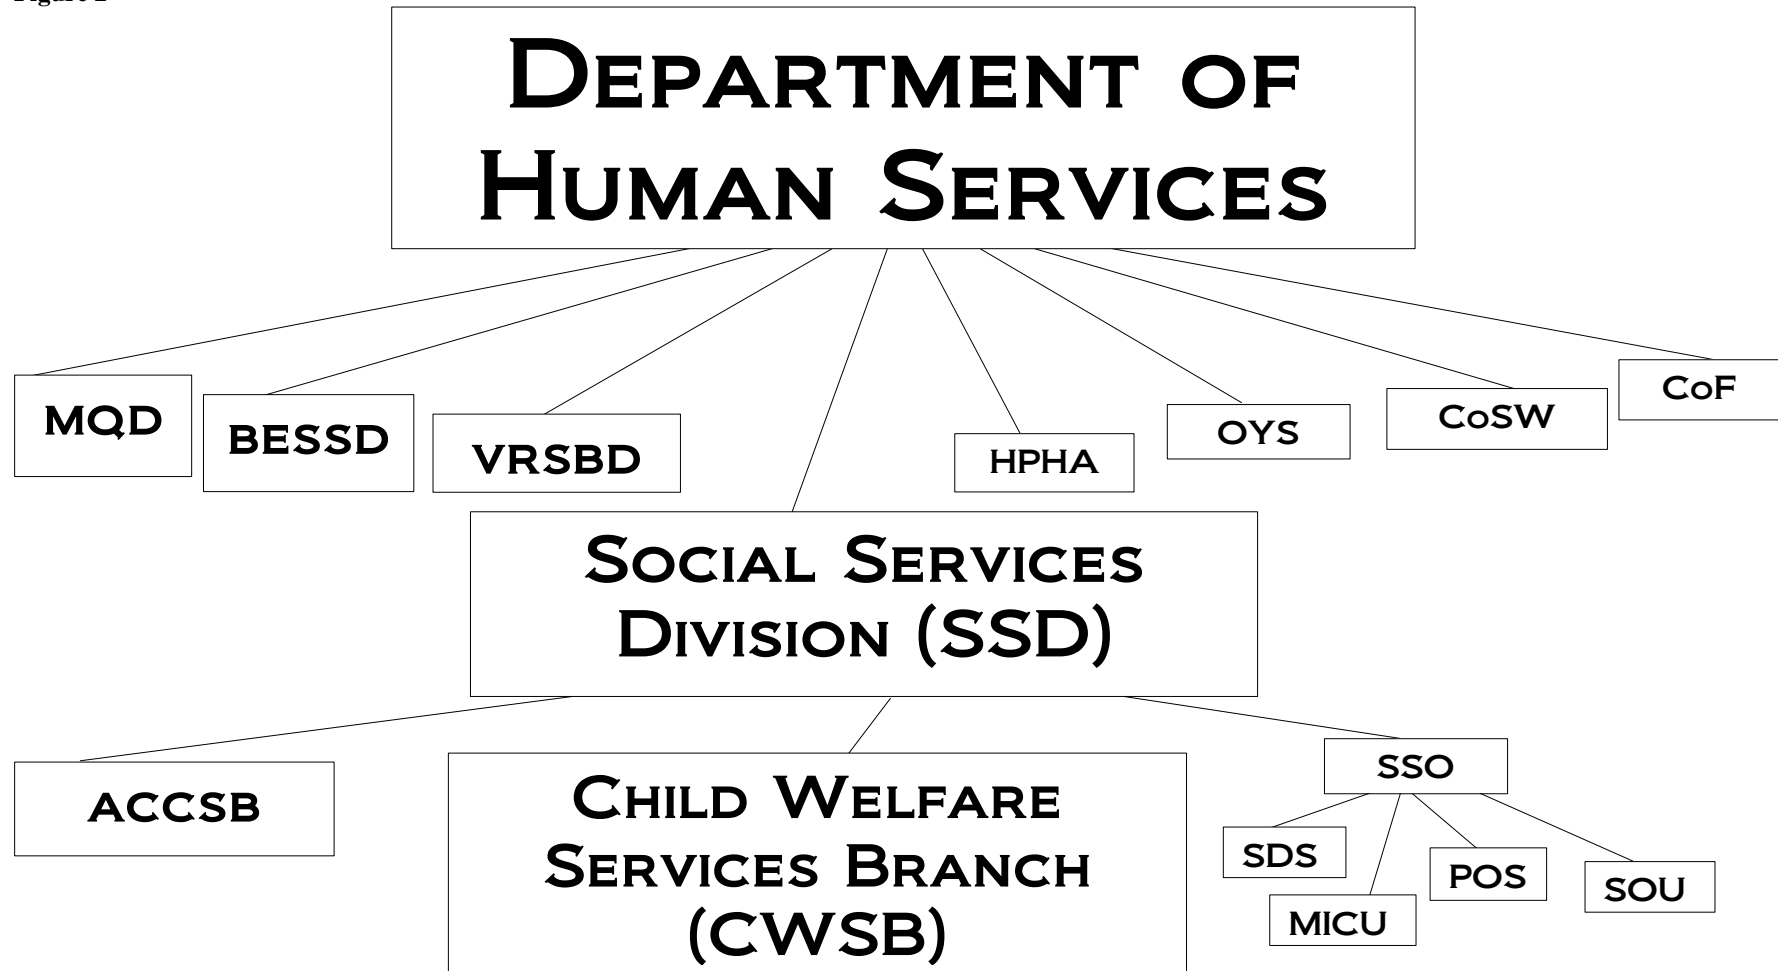 Department of
Human Services
MQD
BESSD
VRSBD
HPHA
OYS
CoSW
CoF
Social Services
Division (SSD)
ACCSB
Child Welfare
Services Branch
(CWSB)
SSO
SDS
MICU
POS
SOU